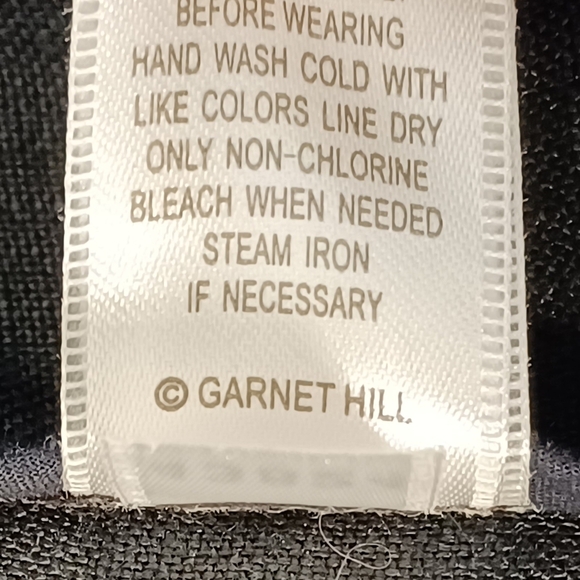 BEFORE WEARING
HAND WASH COLD WITH
LIKE COLORS LINE DRY
ONLY NON-CHLORINE
BLEACH WHEN NEEDED
STEAM IRON
IF NECESSARY
© GARNET HILL